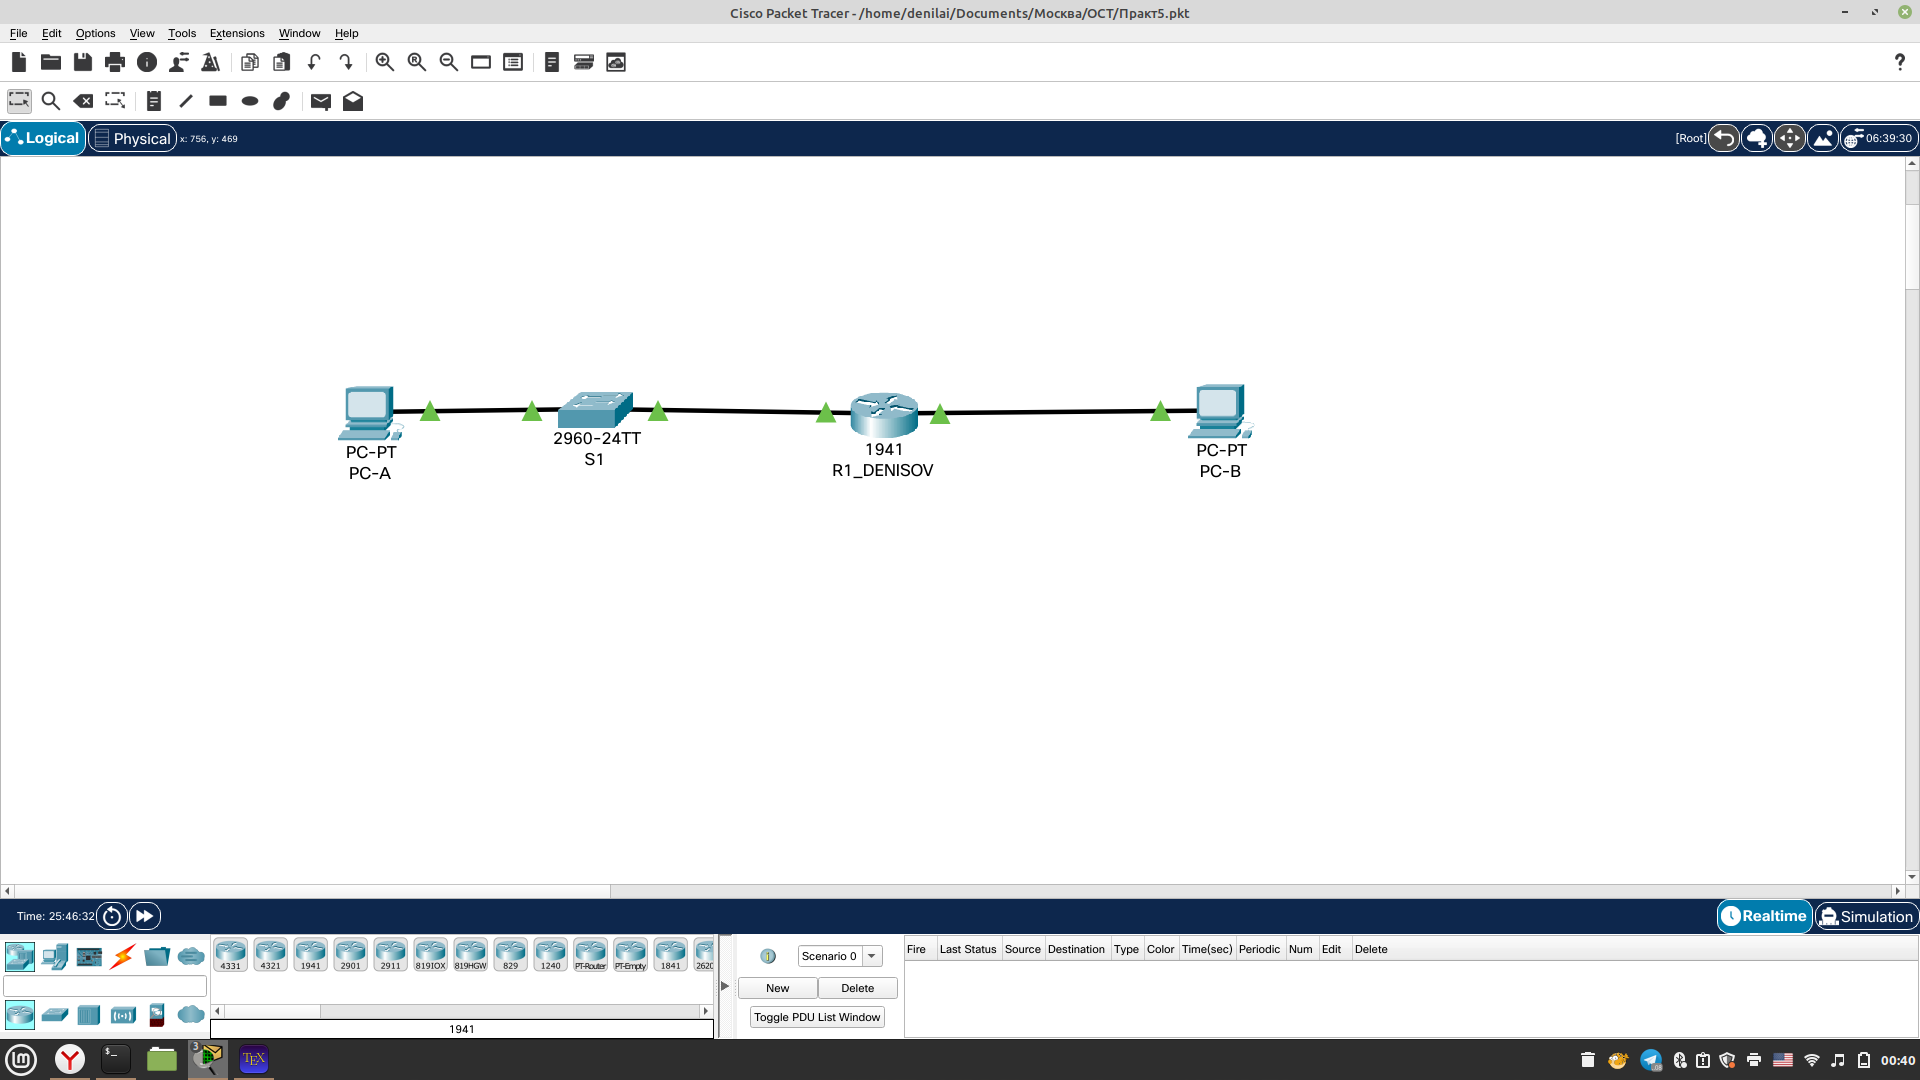 Cisco Packet Tracer - /home/denilai/Documents/Москва/ОСТ/Практ5.pkt
File Edit Options View Tools Extensions Window Help
Logical Physical x: 756, y: 469 [Root] 06:39:30
PC-PT
PC-A
2960-24TT
S1
1941
R1_DENISOV
PC-PT
PC-B
Time: 25:46:32 Realtime Simulation
4331 4321 1941 2901 2911 819IOX 819HGW 829 1240 PT-Router PT-Empty 1841 2620
1941
Scenario 0
New Delete
Toggle PDU List Window
Fire Last Status Source Destination Type Color Time(sec) Periodic Num Edit Delete
3
TEX
00:40